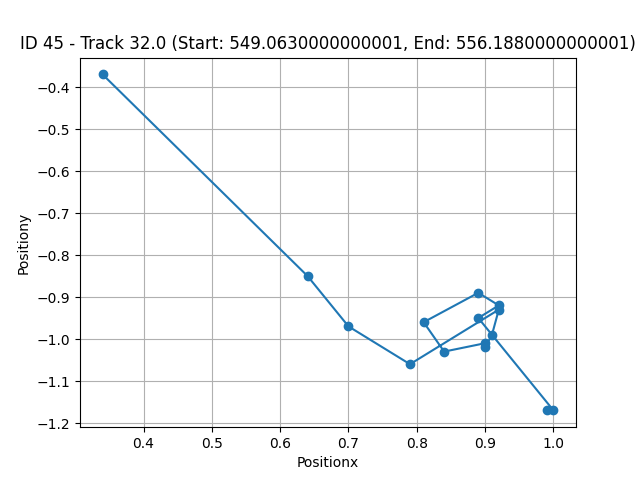 ID 45 - Track 32.0 (Start: 549.0630000000001, End: 556.1880000000001)
−0.4
−0.5
−0.6
−0.7
−0.8
−0.9
−1.0
−1.1
−1.2
Positiony
0.4 0.5 0.6 0.7 0.8 0.9 1.0
Positionx